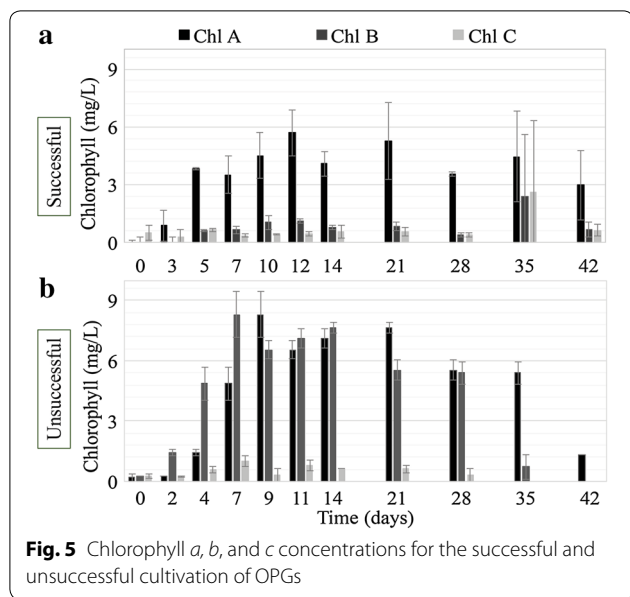 a
Chl A Chl B Chl C
Successful
Chlorophyll (mg/L)
9
6
3
0
0 3 5 7 10 12 14 21 28 35 42
b
Unsuccessful
Chlorophyll (mg/L)
9
6
3
0
0 2 4 7 9 11 14 21 28 35 42
Time (days)
Fig. 5 Chlorophyll a, b, and c concentrations for the successful and
unsuccessful cultivation of OPGs